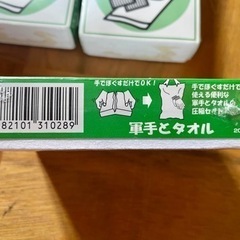 手でほぐすだけでOK!
手でほぐすだけで
使える便利な
軍手とタオルの
圧縮セット
軍手とタオル
82101 310289
20